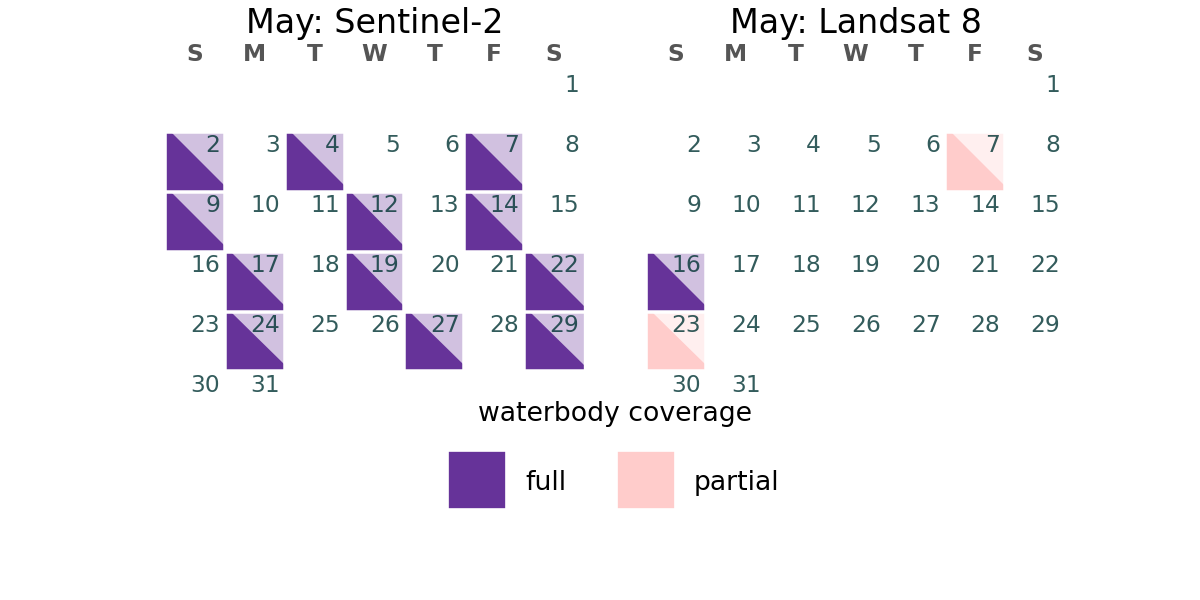 May: Sentinel-2
S M T W T F S
1
2 3 4 5 6 7 8
9 10 11 12 13 14 15
16 17 18 19 20 21 22
23 24 25 26 27 28 29
30 31
May: Landsat 8
S M T W T F S
1
2 3 4 5 6 7 8
9 10 11 12 13 14 15
16 17 18 19 20 21 22
23 24 25 26 27 28 29
30 31
waterbody coverage
full
partial